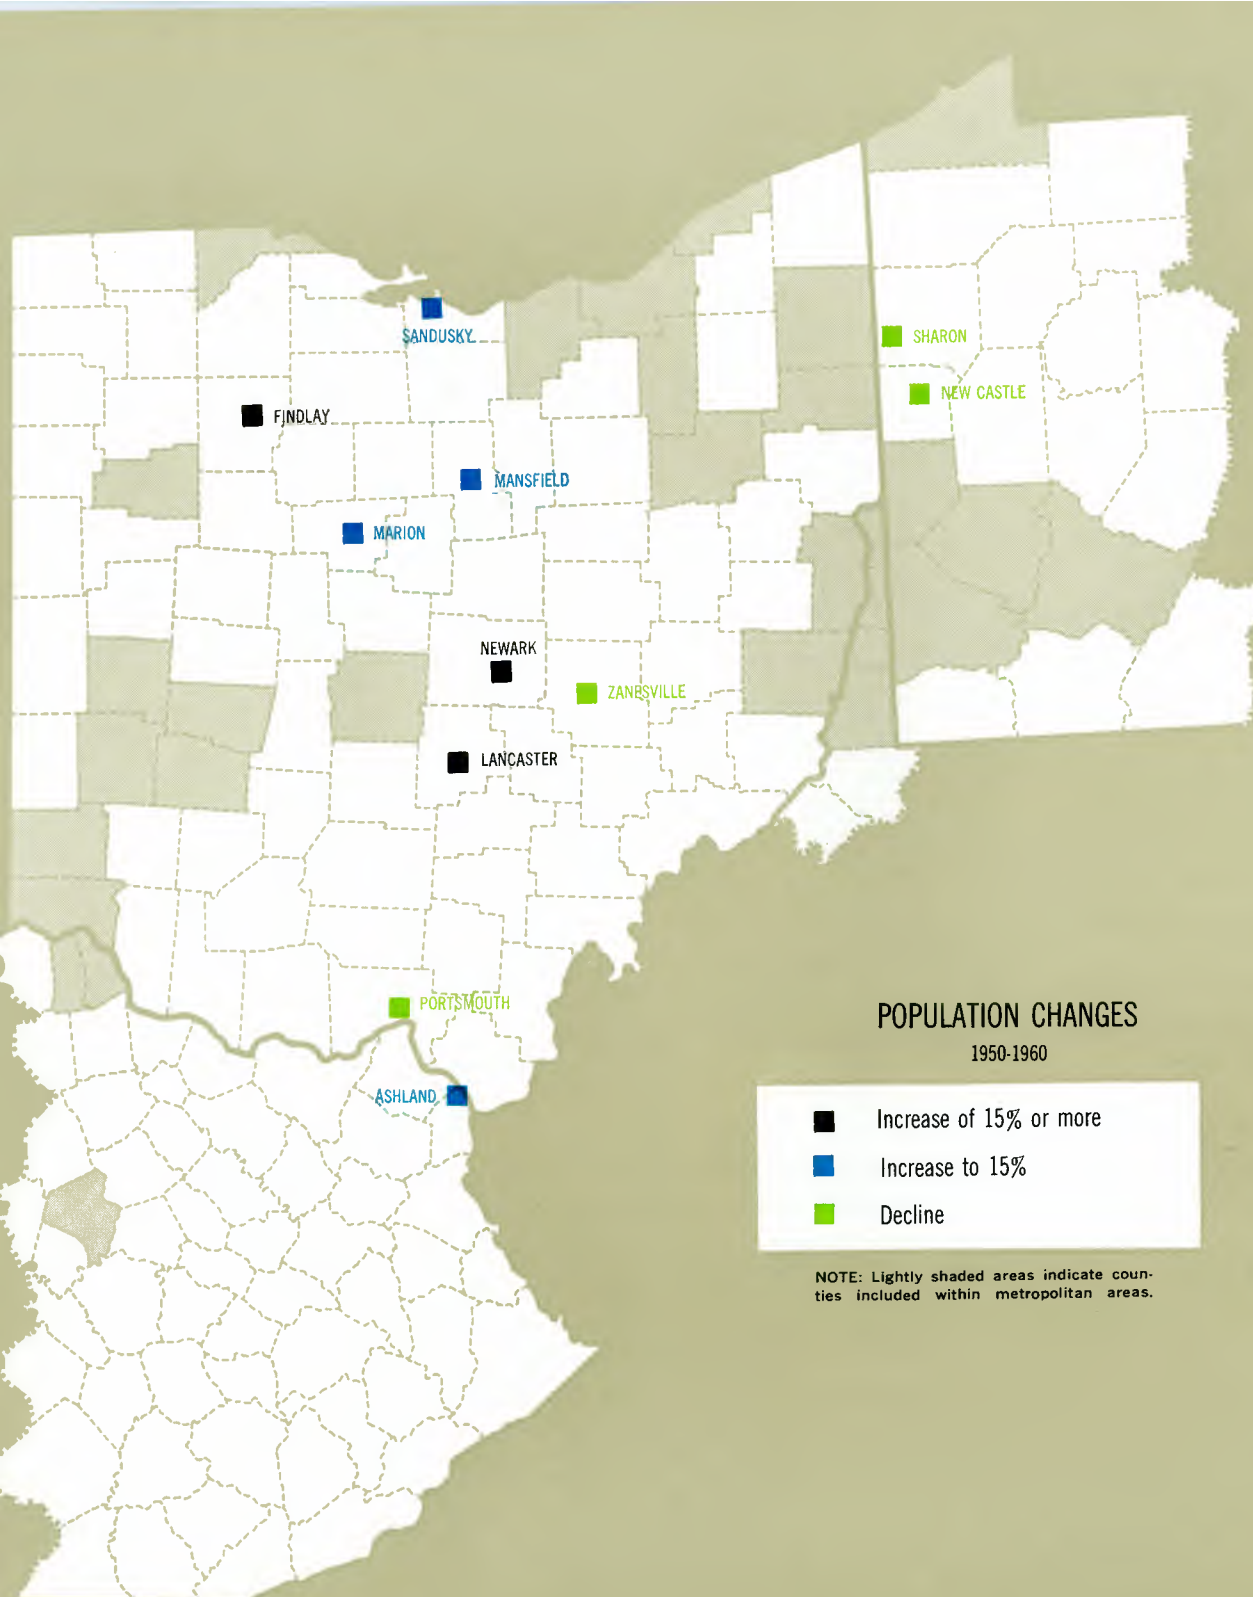 SANDUSKY
SHARON
NEW CASTLE
FINDLAY
MANSFIELD
MARION
NEWARK
ZANESVILLE
LANCASTER
PORTSMOUTH
ASHLAND
POPULATION CHANGES
1950-1960
Increase of 15% or more
Increase to 15%
Decline
NOTE: Lightly shaded areas indicate coun-
ties included within metropolitan areas.